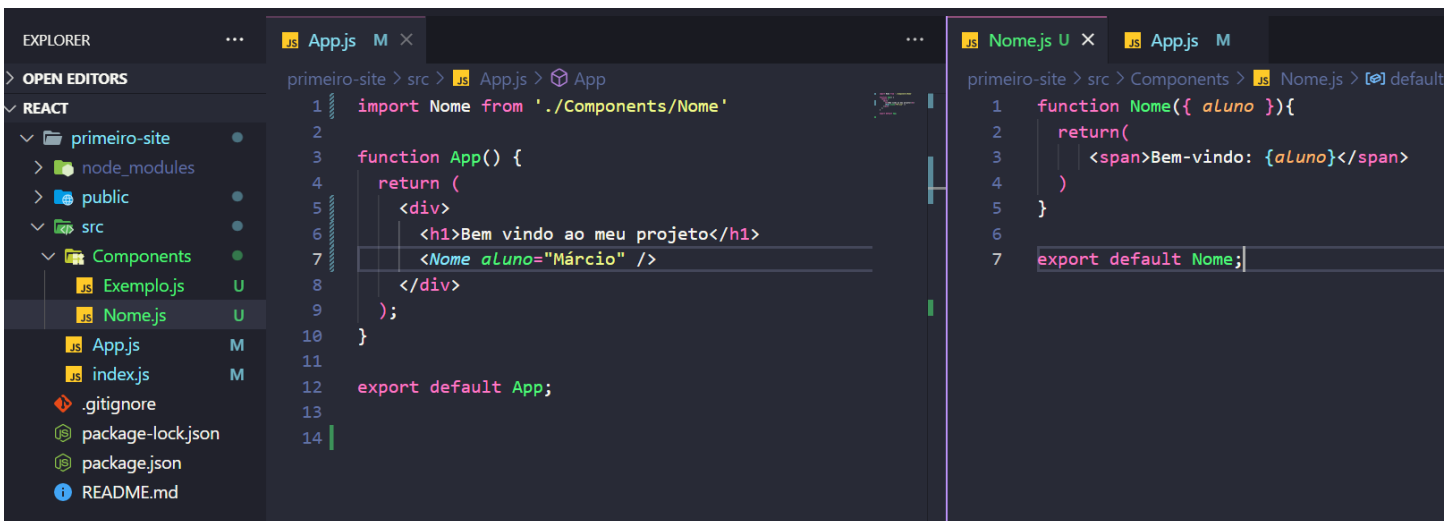 EXPLORER ...
OPEN EDITORS
REACT
primeiro-site
node_modules
public
src
Components
Exemplo.js U
Nome.js U
App.js M
index.js M
.gitignore
package-lock.json
package.json
README.md
JS App.js M ...
primeiro-site > src > JS App.js > App
1 import Nome from './Components/Nome'
2
3 function App() {
4 return (
5 <div>
6 <h1>Bem vindo ao meu projeto</h1>
7 <Nome aluno="Márcio" />
8 </div>
9 );
10 }
11
12 export default App;
13
14
JS Nome.js U JS App.js M
primeiro-site > src > Components > JS Nome.js > default
1 function Nome({ aluno }){
2 return(
3 <span>Bem-vindo: {aluno}</span>
4 )
5 }
6
7 export default Nome;